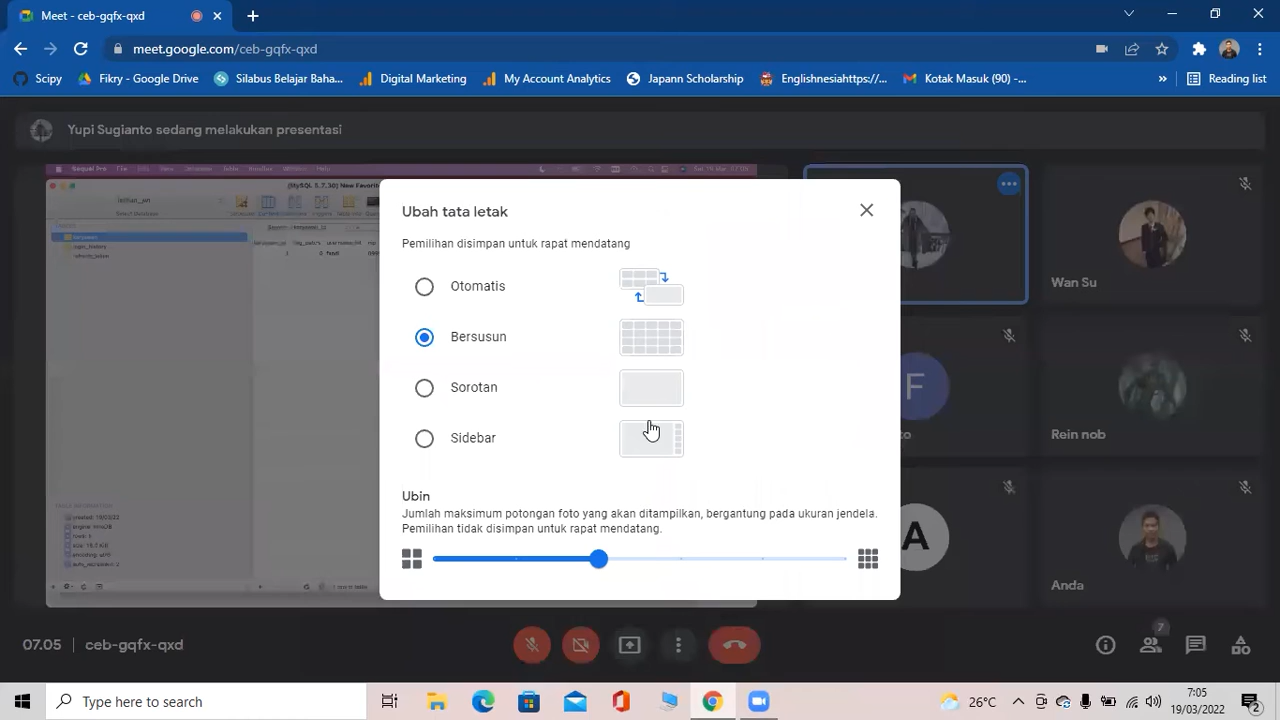 Meet - ceb-gqfx-qxd
meet.google.com/ceb-gqfx-qxd
Scipy
Fikry - Google Drive
Silabus Belajar Baha...
Digital Marketing
My Account Analytics
Japann Scholarship
Englishnesiahttps://...
Kotak Masuk (90) -...
»
Reading list
Yupi Sugianto sedang melakukan presentasi
Ubah tata letak
Pemilihan disimpan untuk rapat mendatang
Otomatis
Bersusun
Sorotan
Sidebar
Ubin
Jumlah maksimum potongan foto yang akan ditampilkan, bergantung pada ukuran jendela.
Pemilihan tidak disimpan untuk rapat mendatang.
Wan Su
F
to
Rein nob
A
Anda
07.05 | ceb-gqfx-qxd
7
Type here to search
26°C
7:05
19/03/2022
2